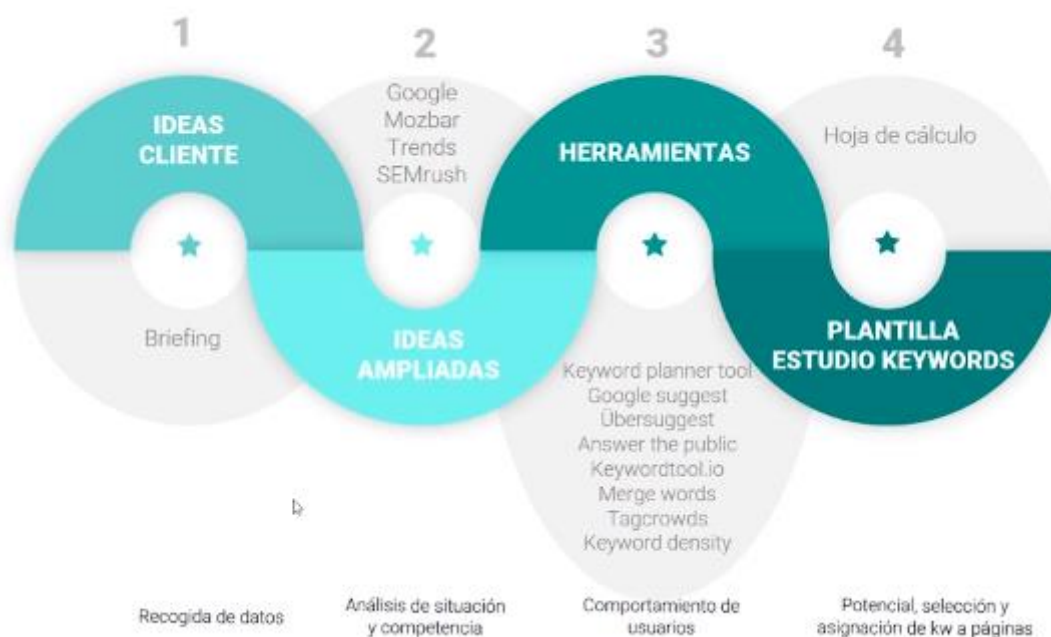 1
IDEAS
CLIENTE
Briefing
Recogida de datos
2
Google
Mozbar
Trends
SEMrush
IDEAS
AMPLIADAS
Análisis de situación
y competencia
3
HERRAMIENTAS
Keyword planner tool
Google suggest
Übersuggest
Answer the public
Keywordtool.io
Merge words
Tagcrowds
Keyword density
Comportamiento de
usuarios
4
Hoja de cálculo
PLANTILLA
ESTUDIO KEYWORDS
Potencial, selección y
asignación de kw a páginas